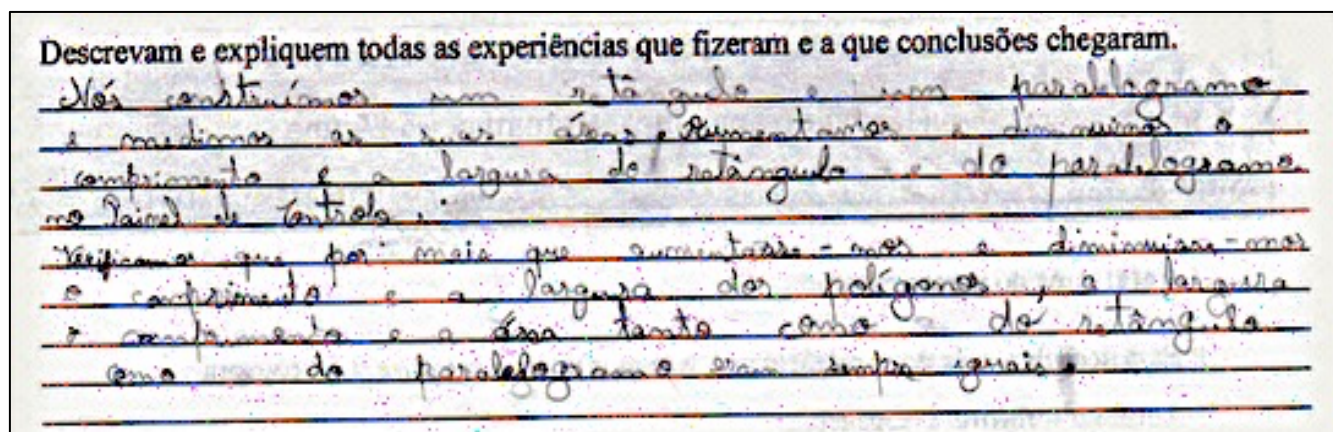 Descrevam e expliquem todas as experiências que fizeram e a que conclusões chegaram.
Nós construímos um retângulo e um paralelogramo
e medimos as suas áreas e Aumentamos e diminuimos o
comprimento e a largura do retângulo e do paralelogramo
no Painel de Controlo.
Verificamos que por mais que aumentasse-mos e diminuisse-mos
o comprimento e a largura dos polígonos, a largura
o comprimento e a área tanto como do retângulo
como do paralelogramo eram sempre iguais.